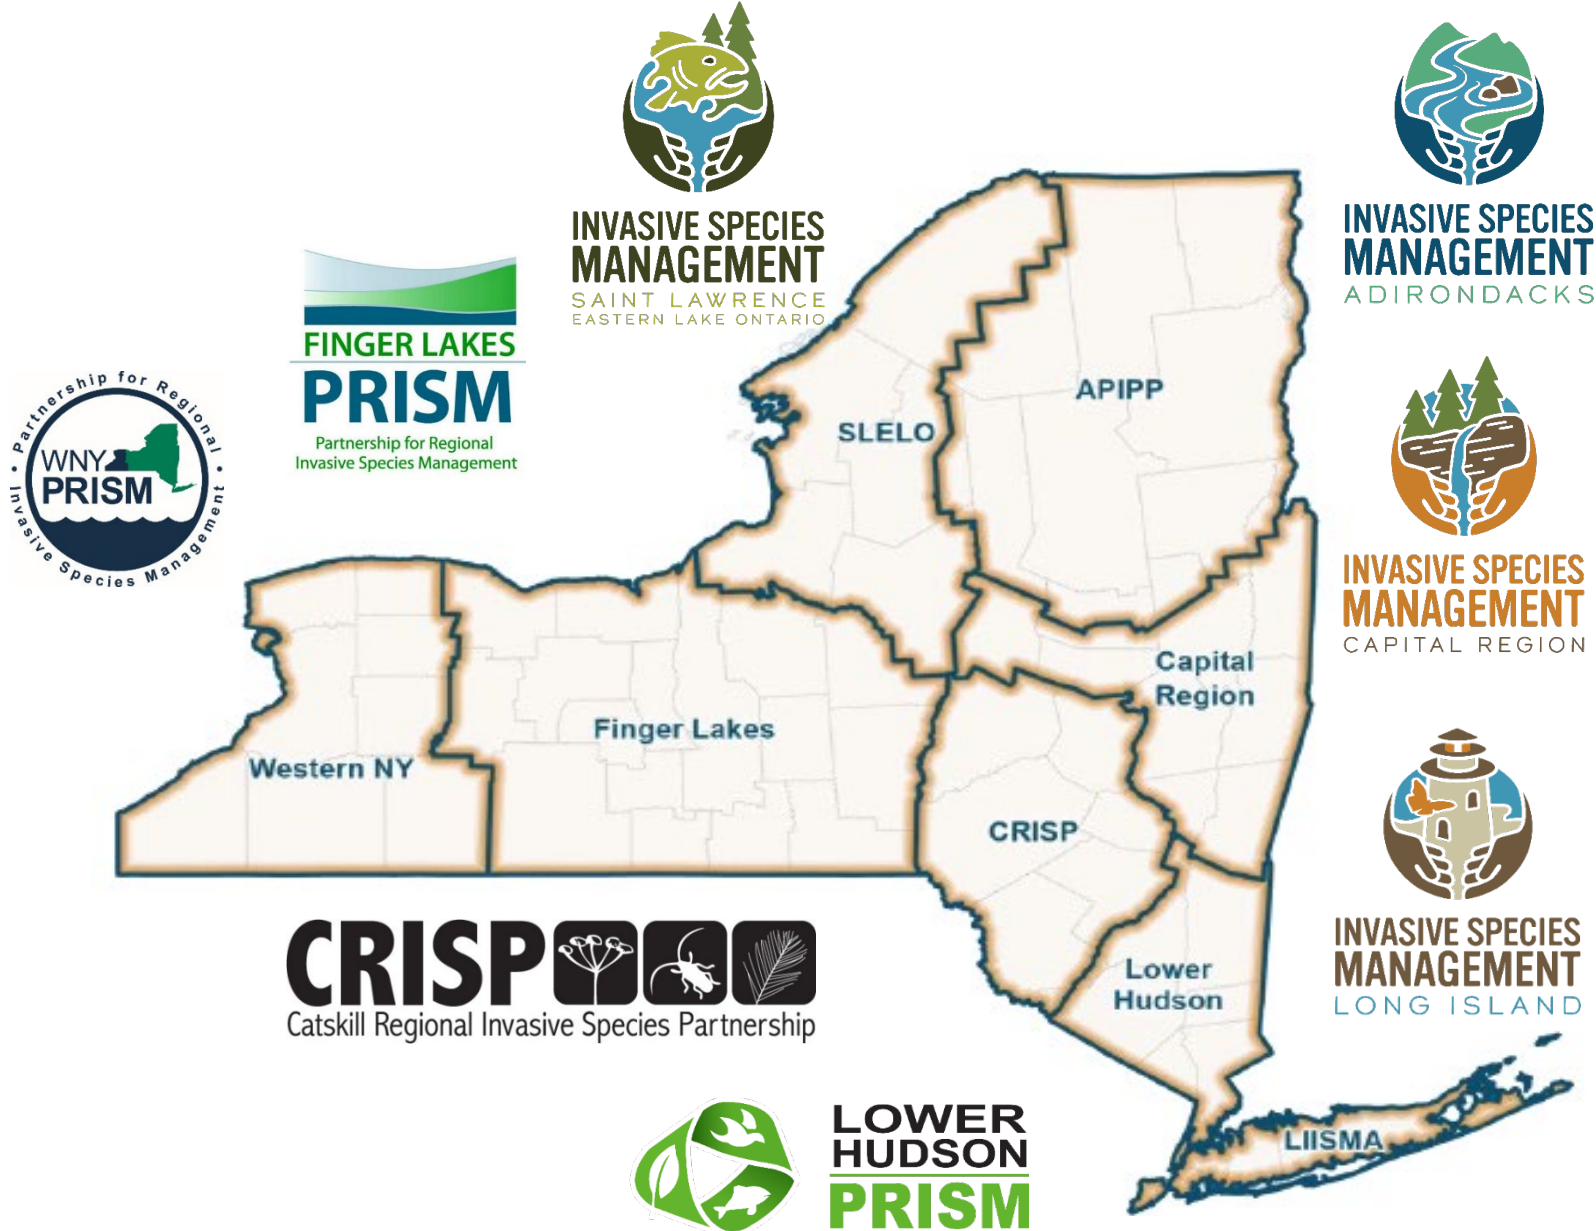 INVASIVE SPECIES
MANAGEMENT
SAINT LAWRENCE
EASTERN LAKE ONTARIO
INVASIVE SPECIES
MANAGEMENT
ADIRONDACKS
FINGER LAKES
PRISM
Partnership for Regional
Invasive Species Management
Partnership for Regional
WNY
PRISM
Invasive Species Management
APIPP
SLELO
INVASIVE SPECIES
MANAGEMENT
CAPITAL REGION
Capital
Region
Finger Lakes
Western NY
CRISP
INVASIVE SPECIES
MANAGEMENT
LONG ISLAND
CRISP
Catskill Regional Invasive Species Partnership
Lower
Hudson
LIISMA
LOWER
HUDSON
PRISM